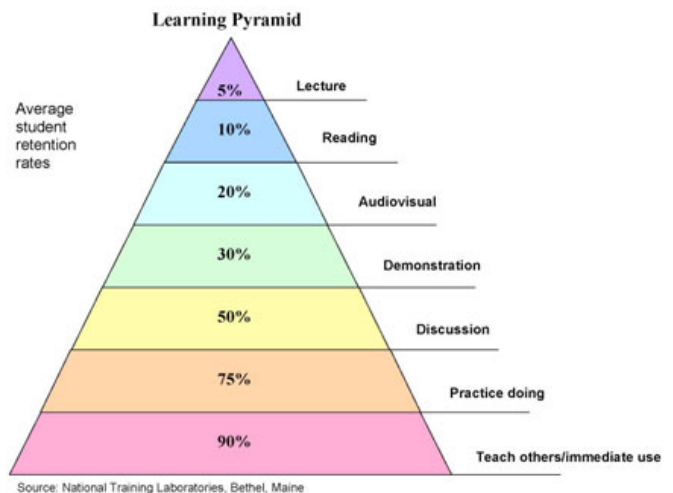 Learning Pyramid
Average
student
retention
rates
5%
Lecture
10%
Reading
20%
Audiovisual
30%
Demonstration
50%
Discussion
75%
Practice doing
90%
Teach others/immediate use
Source: National Training Laboratories, Bethel, Maine